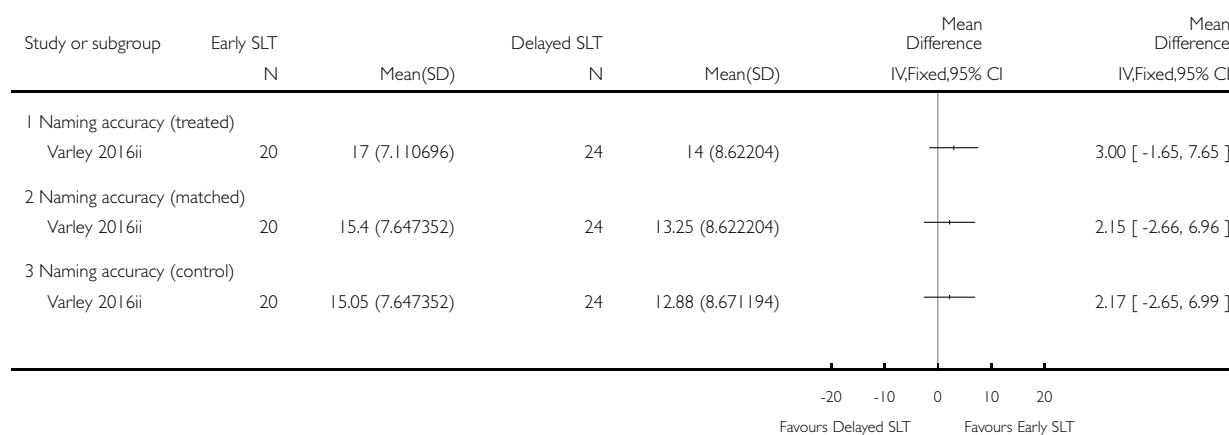 Mean Mean
Study or subgroup Early SLT Delayed SLT Difference Difference
N Mean(SD) N Mean(SD) IV,Fixed,95% CI IV,Fixed,95% CI
1 Naming accuracy (treated)
Varley 2016ii 20 17 (7.110696) 24 14 (8.62204) 3.00 [ -1.65, 7.65 ]
2 Naming accuracy (matched)
Varley 2016ii 20 15.4 (7.647352) 24 13.25 (8.622204) 2.15 [ -2.66, 6.96 ]
3 Naming accuracy (control)
Varley 2016ii 20 15.05 (7.647352) 24 12.88 (8.671194) 2.17 [ -2.65, 6.99 ]
-20 -10 0 10 20
Favours Delayed SLT Favours Early SLT